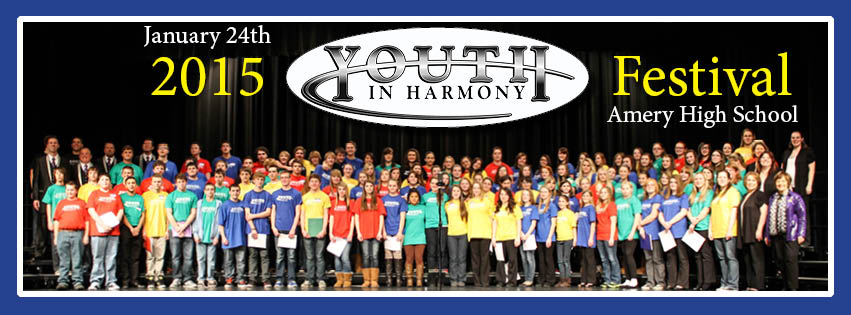 January 24th
2015
YOUTH
IN HARMONY
Festival
Amery High School